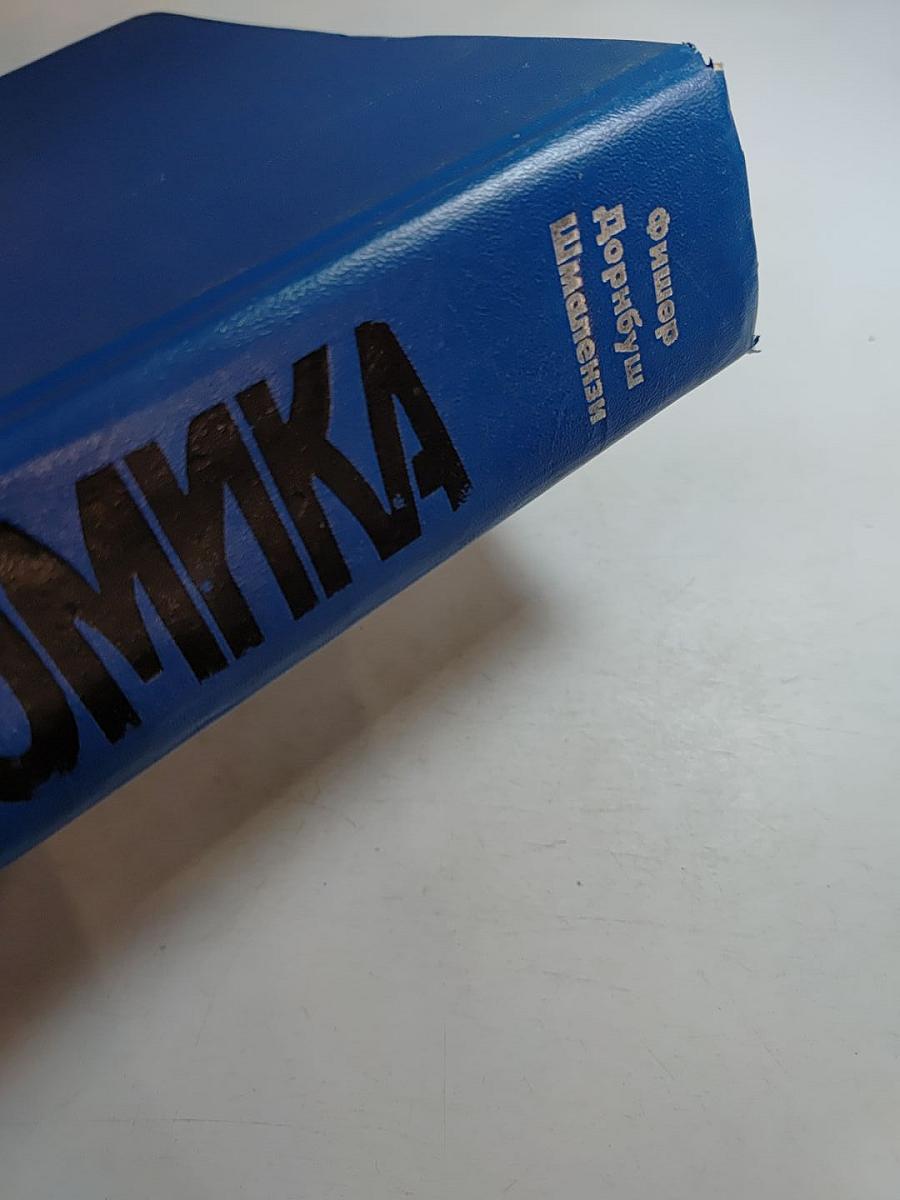 Фишер
Дорнбуш
Шмалензи
ОМИКА